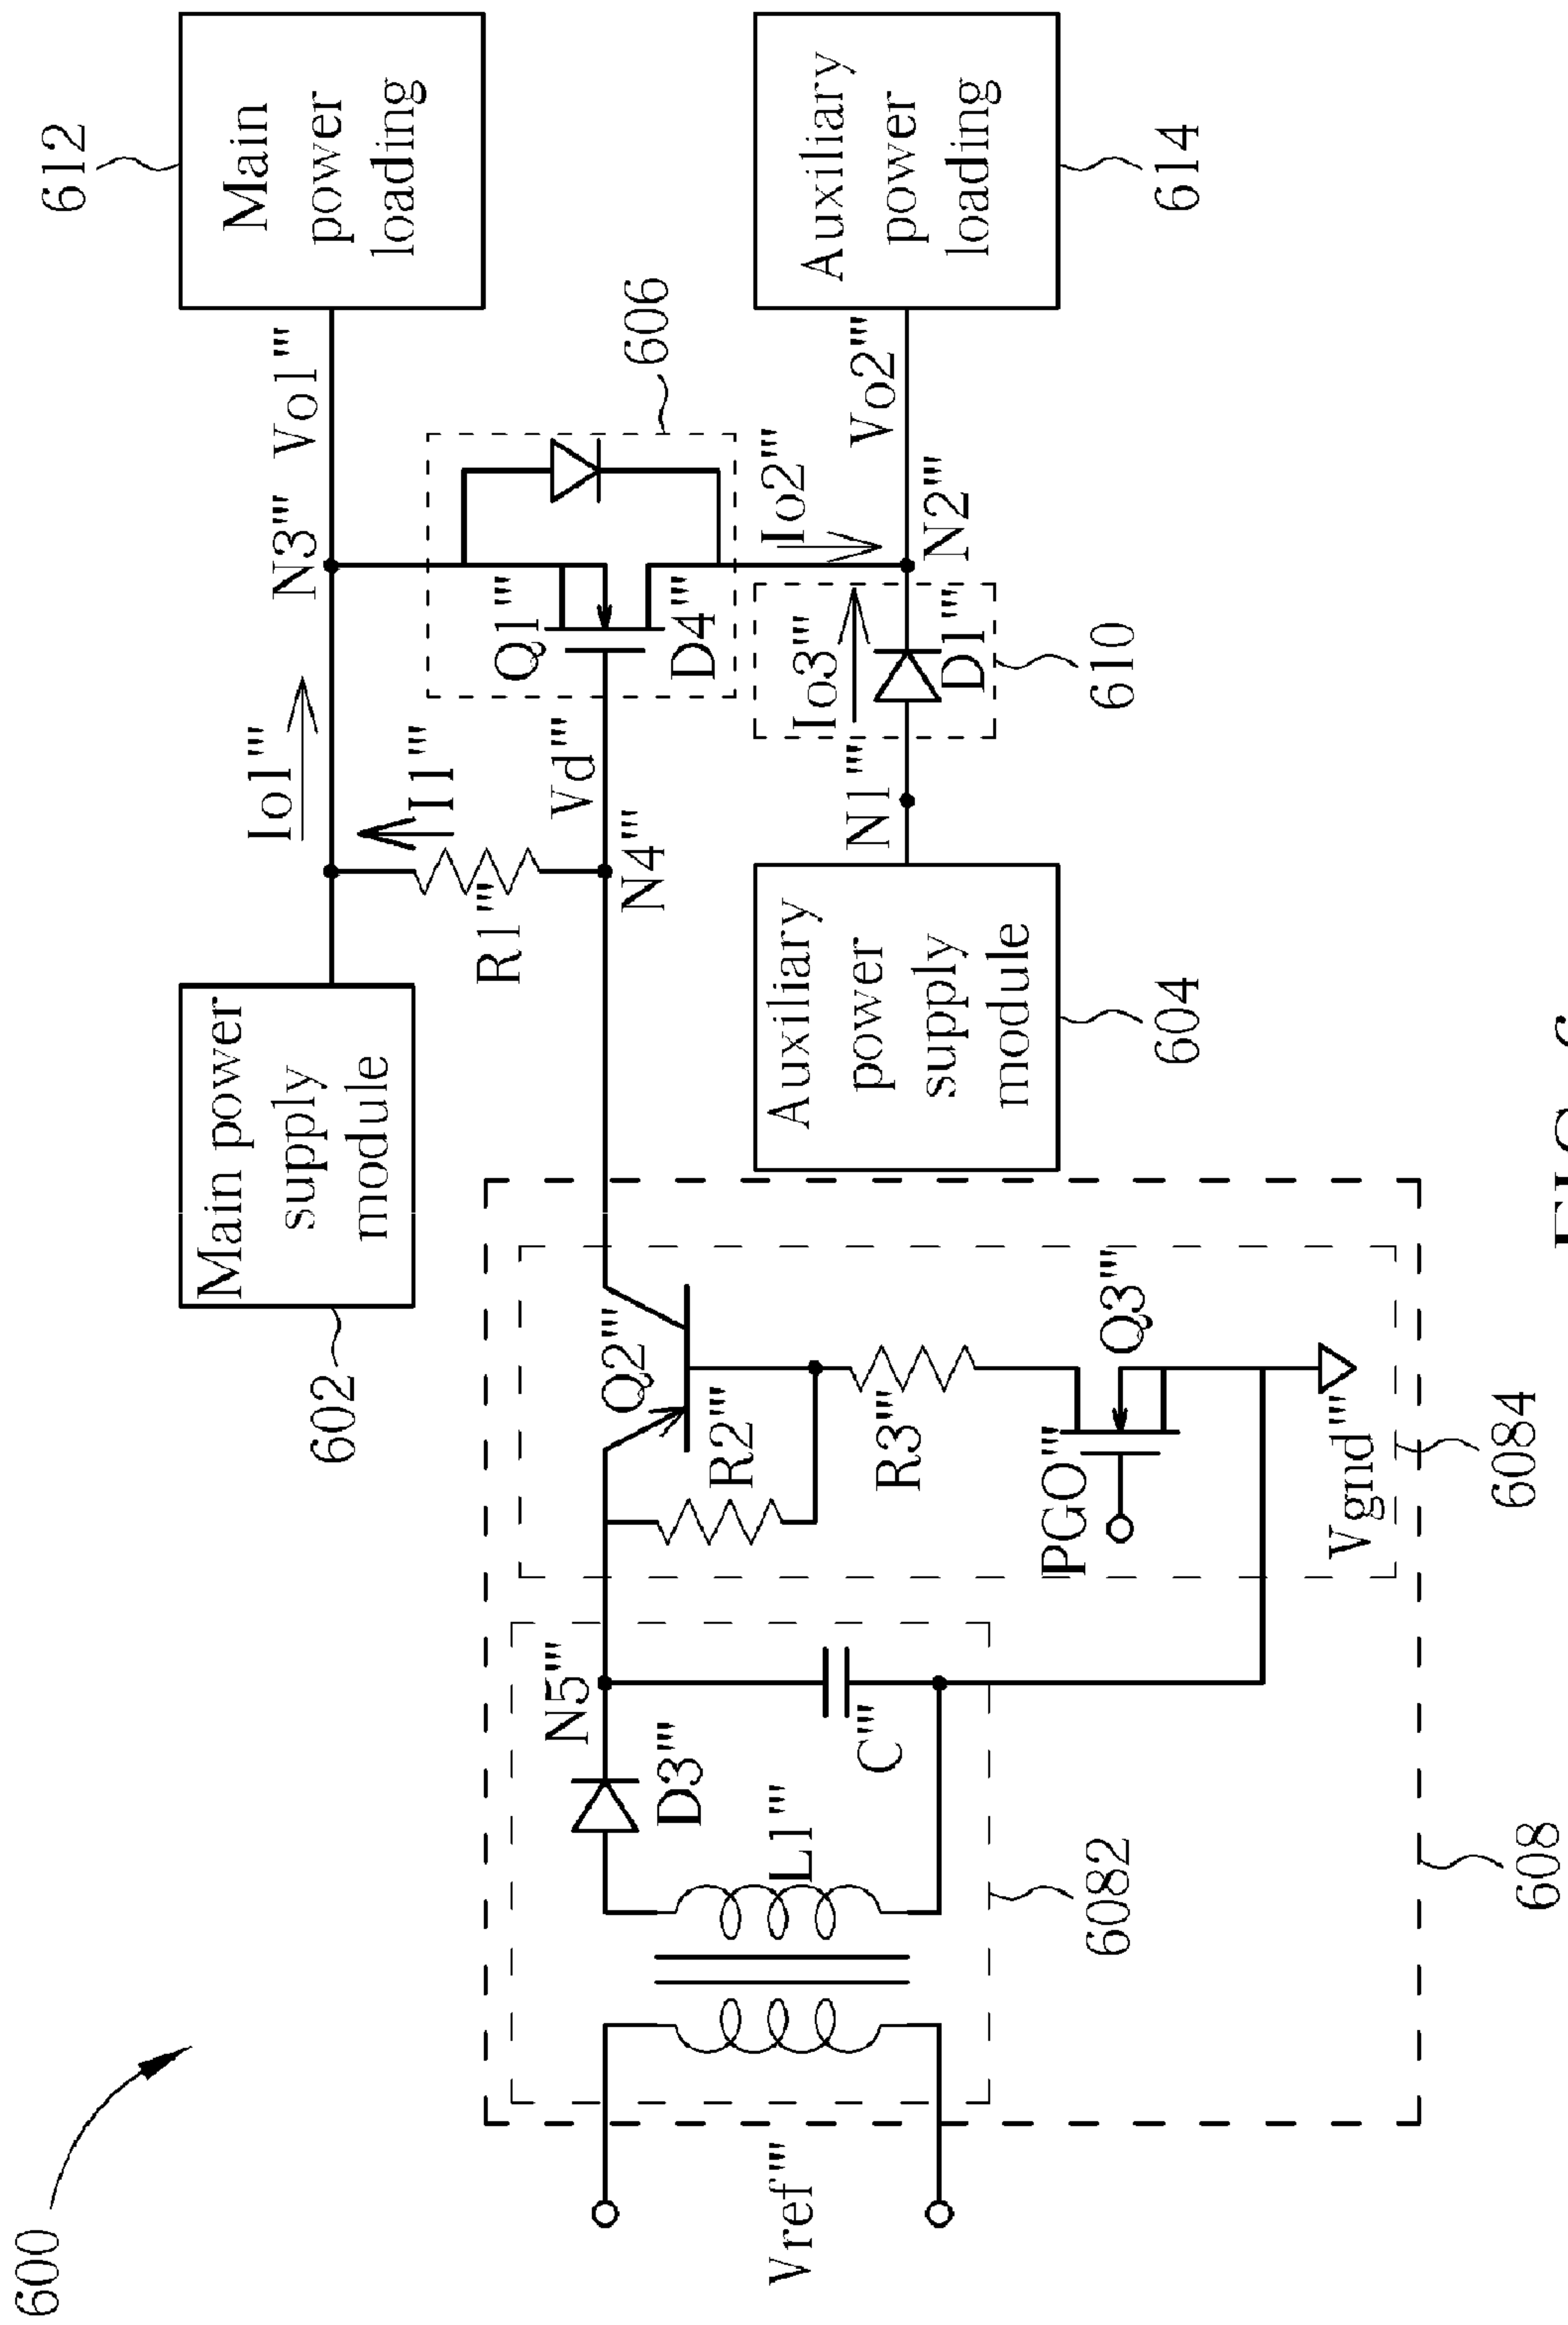 600
612
Main
power
loading
Main power
supply
module
602
Io1'''
N3'''
Vo1'''
I1'''
R1'''
Q1'''
Vd'''
N4'''
D4'''
606
N5'''
Q2'''
D3'''
R2'''
Vref'''
L1'''
C'''
R3'''
PGO'''
Q3'''
Vgnd'''
Auxiliary
power
supply
module
604
Io3'''
Io2'''
N1'''
D1'''
N2'''
Vo2'''
Auxiliary
power
loading
610
614
6082
6084
608